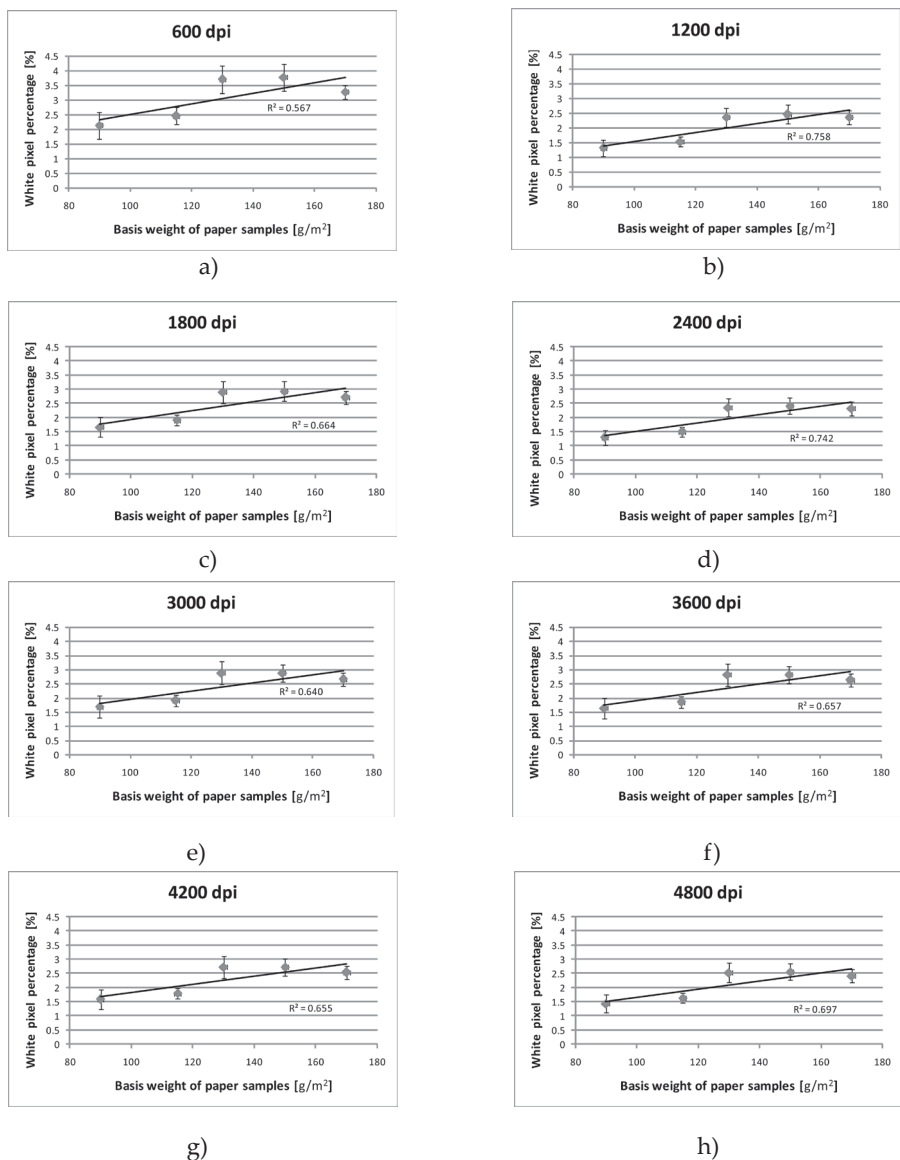 600 dpi
White pixel percentage [%]
4.5
4
3.5
3
2.5
2
1.5
1
0.5
0
R² = 0.567
80 100 120 140 160 180
Basis weight of paper samples [g/m²]
a)
1200 dpi
White pixel percentage [%]
4.5
4
3.5
3
2.5
2
1.5
1
0.5
0
R² = 0.758
80 100 120 140 160 180
Basis weight of paper samples [g/m²]
b)
1800 dpi
White pixel percentage [%]
4.5
4
3.5
3
2.5
2
1.5
1
0.5
0
R² = 0.664
80 100 120 140 160 180
Basis weight of paper samples [g/m²]
c)
2400 dpi
White pixel percentage [%]
4.5
4
3.5
3
2.5
2
1.5
1
0.5
0
R² = 0.742
80 100 120 140 160 180
Basis weight of paper samples [g/m²]
d)
3000 dpi
White pixel percentage [%]
4.5
4
3.5
3
2.5
2
1.5
1
0.5
0
R² = 0.640
80 100 120 140 160 180
Basis weight of paper samples [g/m²]
e)
3600 dpi
White pixel percentage [%]
4.5
4
3.5
3
2.5
2
1.5
1
0.5
0
R² = 0.657
80 100 120 140 160 180
Basis weight of paper samples [g/m²]
f)
4200 dpi
White pixel percentage [%]
4.5
4
3.5
3
2.5
2
1.5
1
0.5
0
R² = 0.655
80 100 120 140 160 180
Basis weight of paper samples [g/m²]
g)
4800 dpi
White pixel percentage [%]
4.5
4
3.5
3
2.5
2
1.5
1
0.5
0
R² = 0.697
80 100 120 140 160 180
Basis weight of paper samples [g/m²]
h)